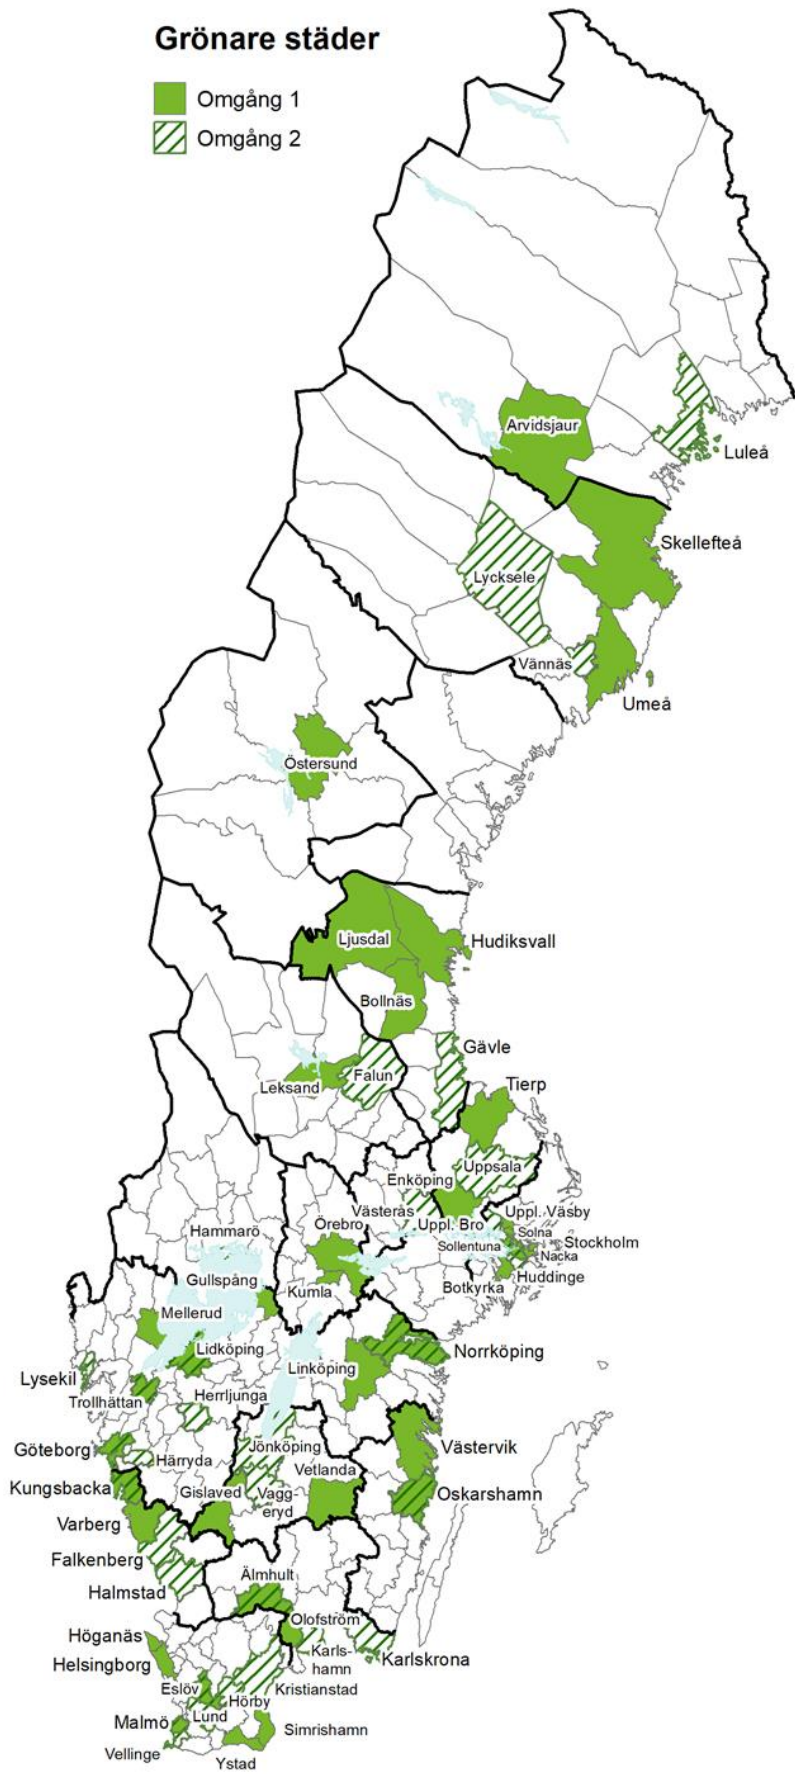 Grönare städer
Omgång 1
Omgång 2
Arvidsjaur
Luleå
Skellefteå
Lycksele
Vännäs
Umeå
Östersund
Ljusdal
Hudiksvall
Bollnäs
Gävle
Leksand
Falun
Tierp
Uppsala
Enköping
Västerås
Uppl. Bro
Uppl. Väsby
Solna
Stockholm
Sollentuna
Nacka
Huddinge
Botkyrka
Hammarö
Örebro
Gullspång
Kumla
Mellerud
Lidköping
Linköping
Norrköping
Lysekil
Trollhättan
Herrljunga
Göteborg
Härryda
Jönköping
Västervik
Kungsbacka
Gislaved
Vetlanda
Vagg-
eryd
Oskarshamn
Varberg
Falkenberg
Halmstad
Älmhult
Olofström
Höganäs
Karls-
hamn
Karlskrona
Helsingborg
Eslöv
Hörby
Kristianstad
Lund
Malmö
Simrishamn
Vellinge
Ystad